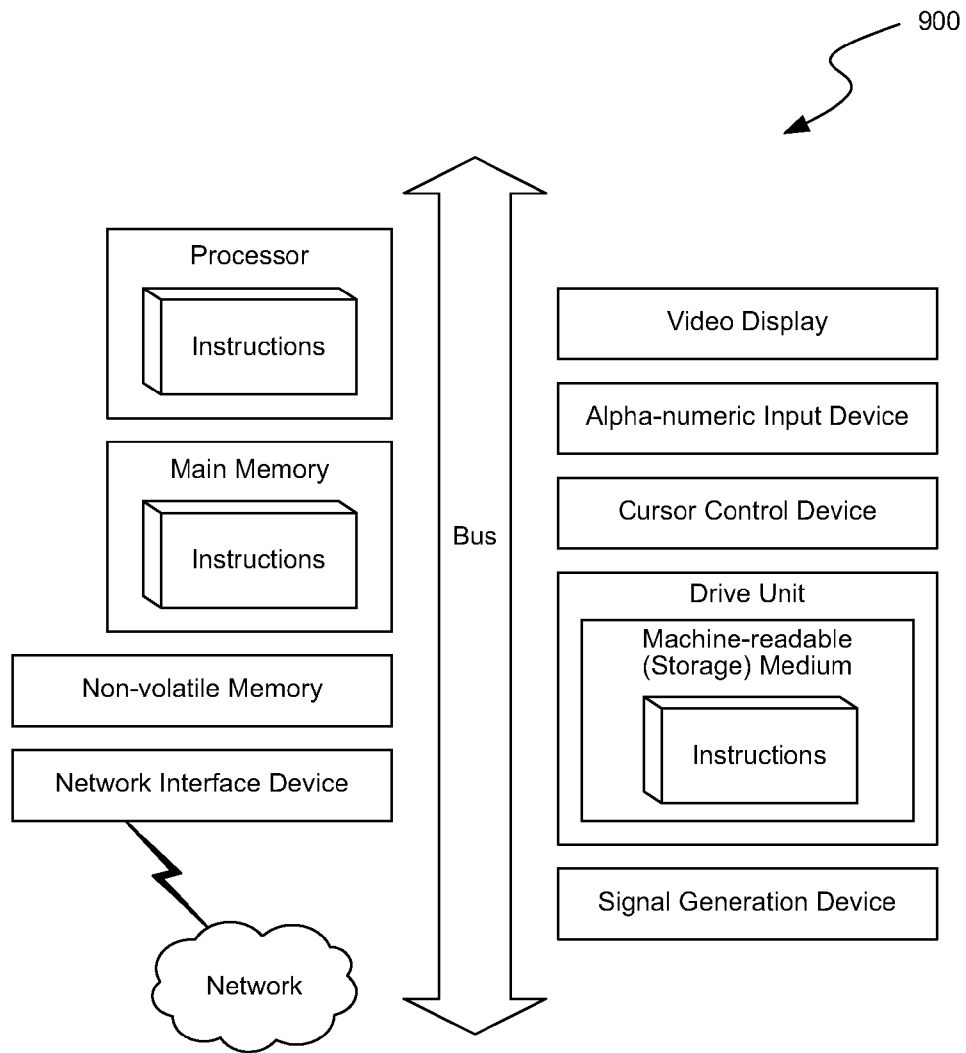 900
Processor
Instructions
Main Memory
Instructions
Non-volatile Memory
Network Interface Device
Network
Bus
Video Display
Alpha-numeric Input Device
Cursor Control Device
Drive Unit
Machine-readable
(Storage) Medium
Instructions
Signal Generation Device